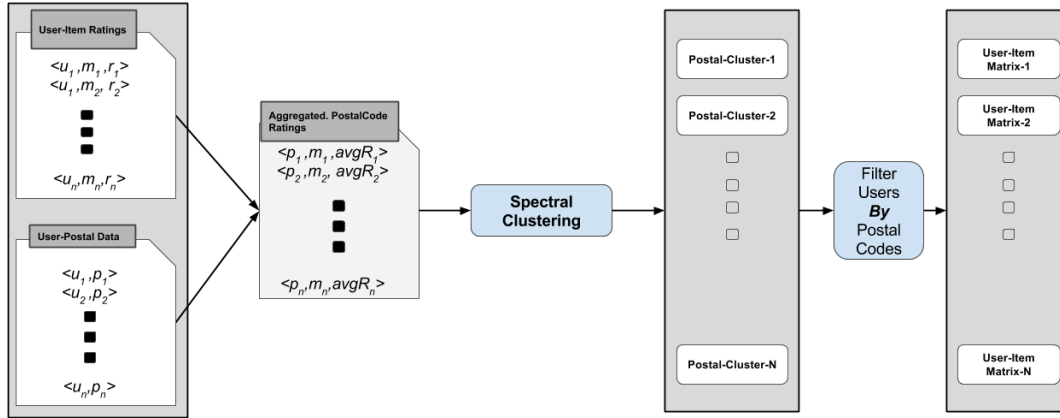 User-Item Ratings
<u1,m1,r1>
<u1,m2, r2>
<un,mn,rn>
User-Postal Data
<u1,p1>
<u2,p2>
<un,pn>
Aggregated. PostalCode
Ratings
<p1,m1,avgR1>
<p2,m2, avgR2>
<pn,mn,avgRn>
Spectral
Clustering
Postal-Cluster-1
Postal-Cluster-2
Postal-Cluster-N
Filter
Users
By
Postal
Codes
User-Item
Matrix-1
User-Item
Matrix-2
User-Item
Matrix-N